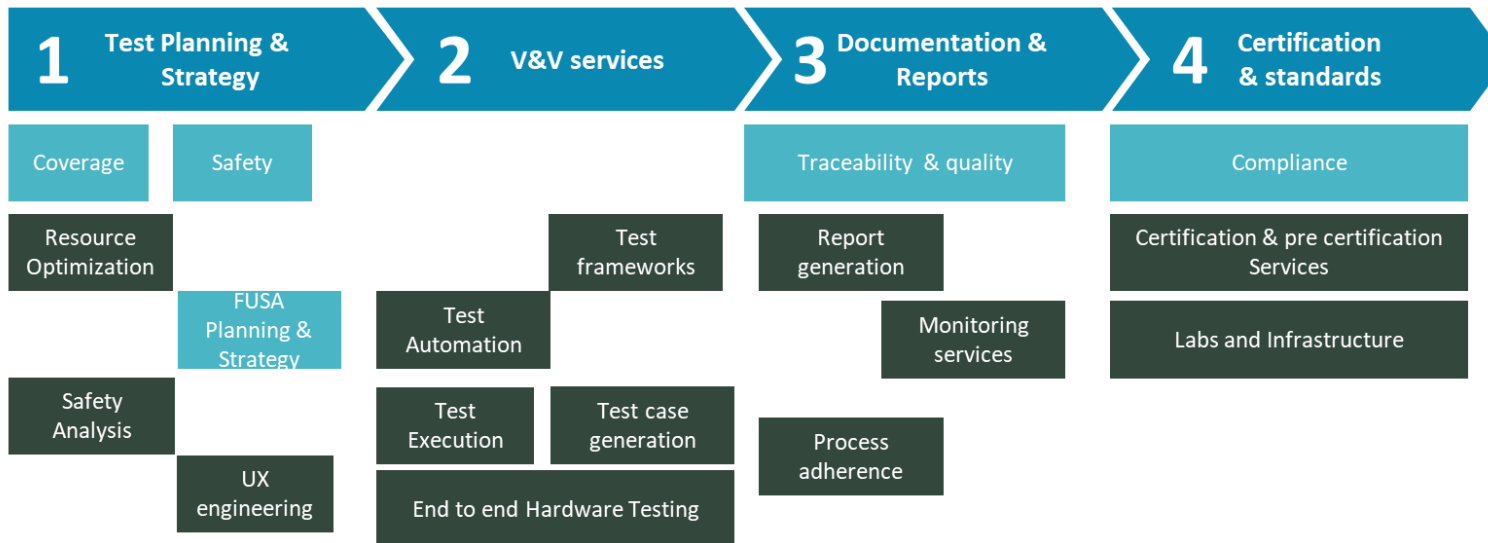 1
Test Planning &
Strategy
2
V&V services
3
Documentation &
Reports
4
Certification
& standards
Coverage
Safety
Traceability & quality
Compliance
Resource
Optimization
Test
frameworks
Report
generation
Certification & pre certification
Services
FUSA
Planning &
Strategy
Test
Automation
Monitoring
services
Labs and Infrastructure
Safety
Analysis
Test
Execution
Test case
generation
Process
adherence
UX
engineering
End to end Hardware Testing